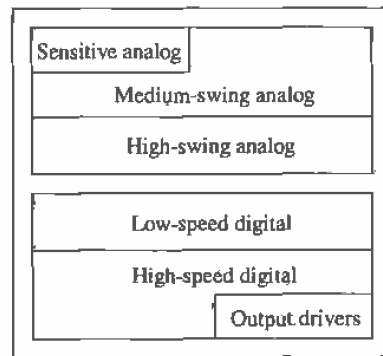 Sensitive analog
Medium-swing analog
High-swing analog
Low-speed digital
High-speed digital
Output drivers